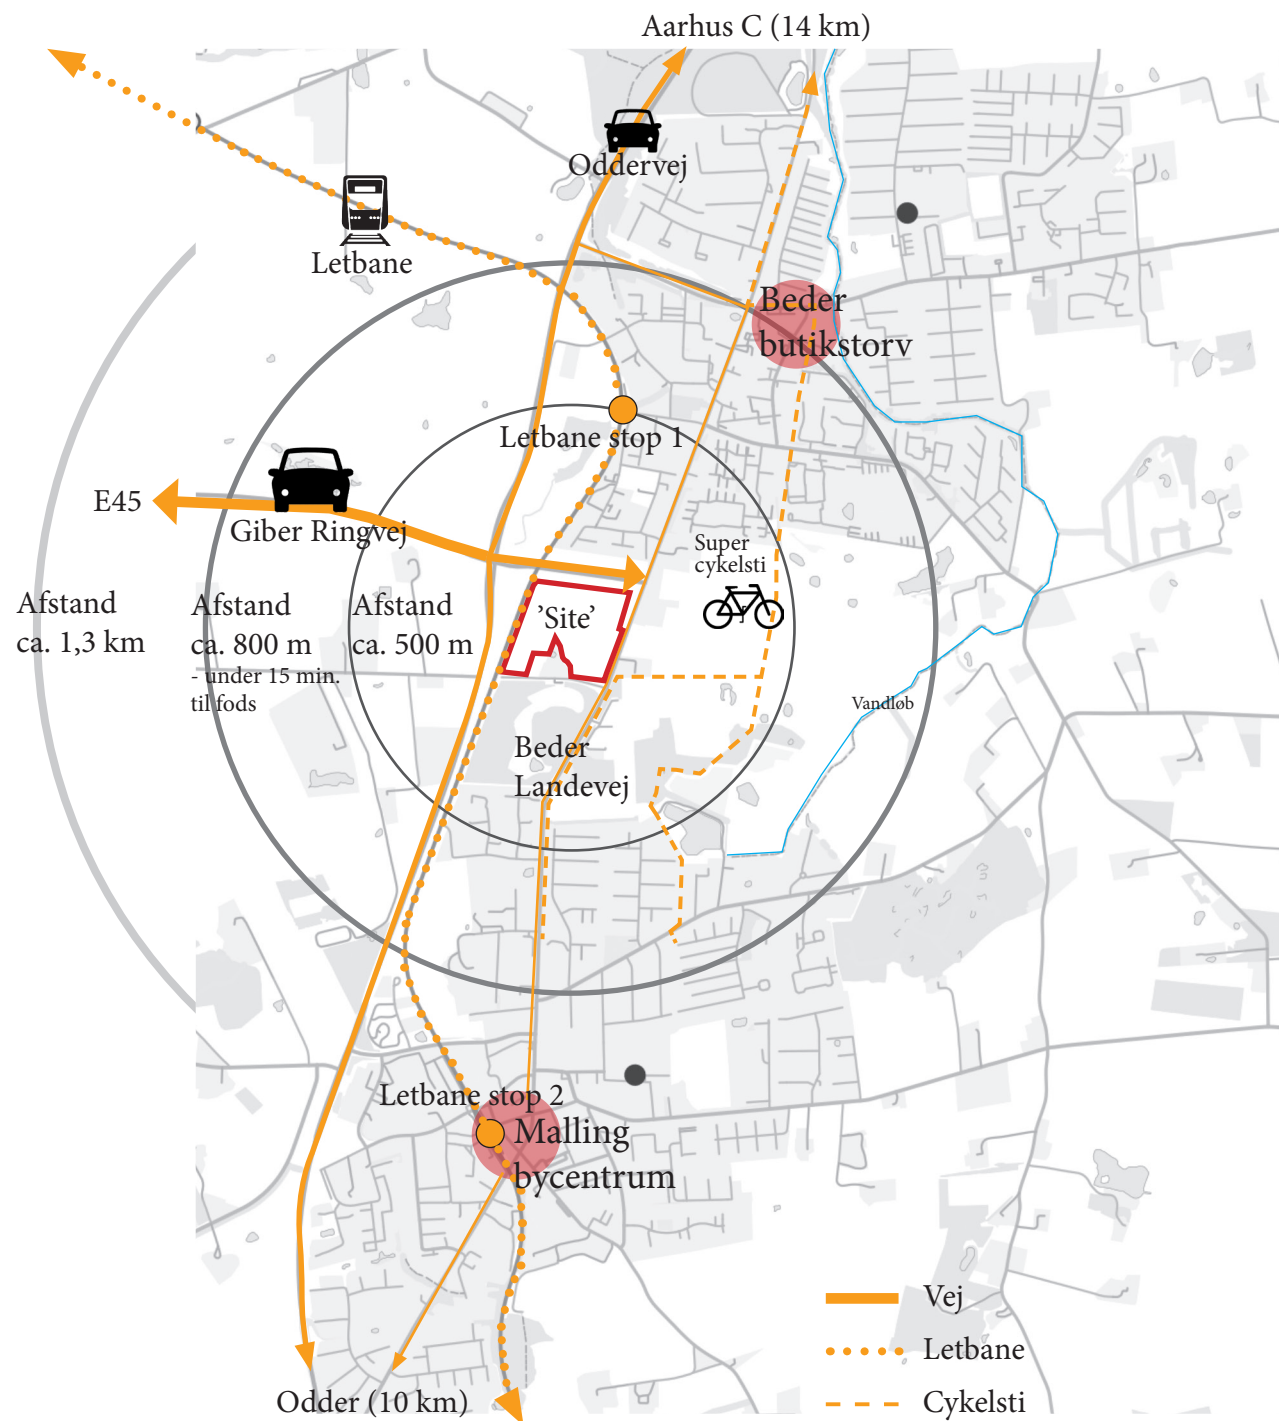 Aarhus C (14 km)
Oddervej
Letbane
Beder
butikstorv
Letbane stop 1
E45
Giber Ringvej
Super
cykelsti
Afstand
ca. 1,3 km
Afstand
ca. 800 m
- under 15 min.
til fods
Afstand
ca. 500 m
'Site'
Vandløb
Beder
Landevej
Letbane stop 2
Malling
bycentrum
Odder (10 km)
Vej
Letbane
Cykelsti